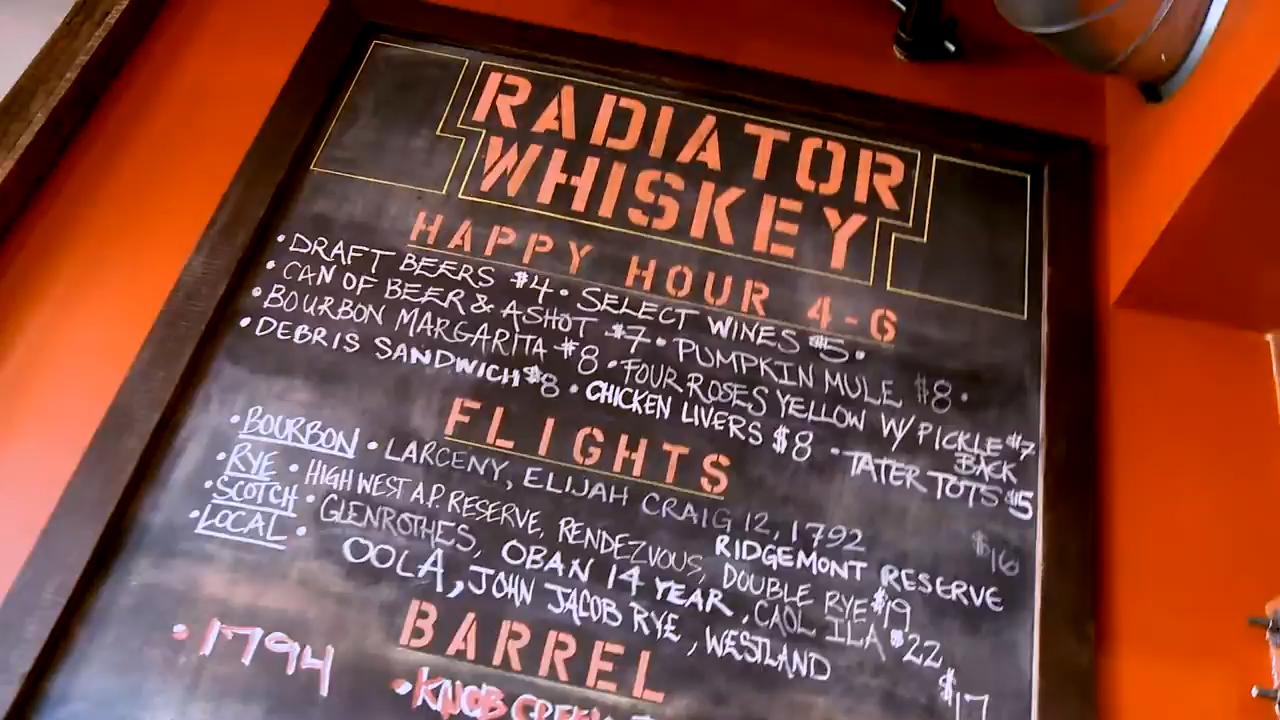 RADIATOR
WHISKEY
HAPPY HOUR 4-6
• DRAFT BEERS $4 • SELECT WINES $5 •
• CAN OF BEER & A SHOT $7 • PUMPKIN MULE $8 •
• BOURBON MARGARITA $8 • FOUR ROSES YELLOW W/ PICKLE BACK $7
• DEBRIS SANDWICH $8 • CHICKEN LIVERS $8 • TATER TOTS $5
FLIGHTS
• BOURBON • LARCENY, ELIJAH CRAIG 12, 1792 RIDGEMONT RESERVE $16
• RYE • HIGH WEST A.P. RESERVE, RENDEZVOUS, DOUBLE RYE $19
• SCOTCH • GLENROTHES, OBAN 14 YEAR, CAOL ILA $22
• LOCAL • OOLA, JOHN JACOB RYE, WESTLAND $17
BARREL
• 1794 • KNOB CREEK